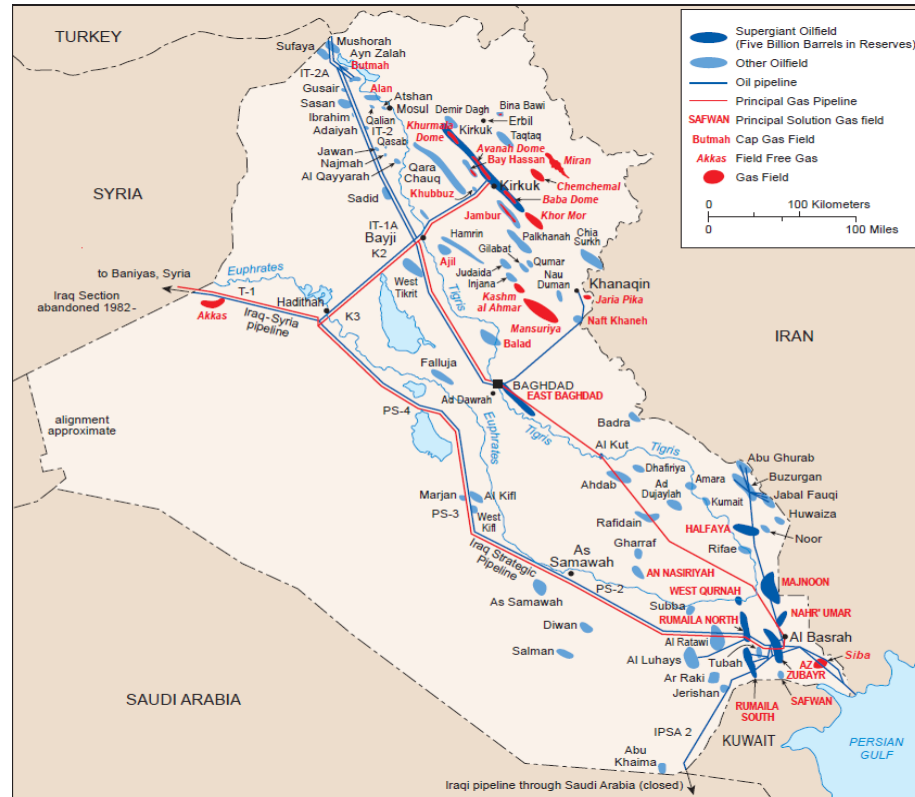 TURKEY
SYRIA
IRAN
SAUDI ARABIA
KUWAIT
PERSIAN
GULF
Supergiant Oilfield
(Five Billion Barrels in Reserves)
Other Oilfield
Oil pipeline
Principal Gas Pipeline
SAFWAN Principal Solution Gas field
Butmah Cap Gas Field
Akkas Field Free Gas
Gas Field
0 100 Kilometers
0 100 Miles
Sufaya
Mushorah
Ayn Zalah
Butmah
IT-2A
Gusair
Alan
Sasan
Atshan
Mosul
Ibrahim
Qalian
Adaiyah
IT-2
Qasab
Jawan
Najmah
Al Qayyarah
Sadid
Demir Dagh
Bina Bawi
Kirkuk
Erbil
Khurmala
Dome
Taqtaq
Avanah Dome
Bay Hassan
Miran
Qara
Chauq
Chemchemal
Khubbuz
Kirkuk
Baba Dome
Jambur
Khor Mor
IT-1A
Bayji
K2
Hamrin
Palkhanah
Chia
Surkh
Gilabat
Ajil
Judaida
Injana
Qumar
Nau
Duman
Khanaqin
West
Tikrit
Tigris
Kashm
al Ahmar
Jaria Pika
Mansuriya
Naft Khaneh
Balad
to Baniyas, Syria
Euphrates
Iraq Section
abandoned 1982-
T-1
Akkas
Iraq-Syria
pipeline
Hadithah
K3
Falluja
BAGHDAD
EAST BAGHDAD
Ad Dawrah
PS-4
Euphrates
Tigris
Badra
alignment
approximate
Al Kut
Tigris
Abu Ghurab
Dhafiriya
Amara
Buzurgan
Ahdab
Ad
Dujaylah
Kumait
Jabal Fauqi
Marjan
Al Kifl
Huwaiza
PS-3
West
Kifl
Rafidain
HALFAYA
Noor
Gharraf
Rifae
Iraq Strategic
Pipeline
As
Samawah
AN NASIRIYAH
MAJNOON
PS-2
WEST QURNAH
As Samawah
Subba
NAHR' UMAR
RUMAILA NORTH
Diwan
Al Ratawi
Al Basrah
Salman
Al Luhays
Tubah
AZ
ZUBAYR
Siba
Ar Raki
Jerishan
RUMAILA
SOUTH
SAFWAN
IPSA 2
Abu
Khaima
Iraqi pipeline through Saudi Arabia (closed)